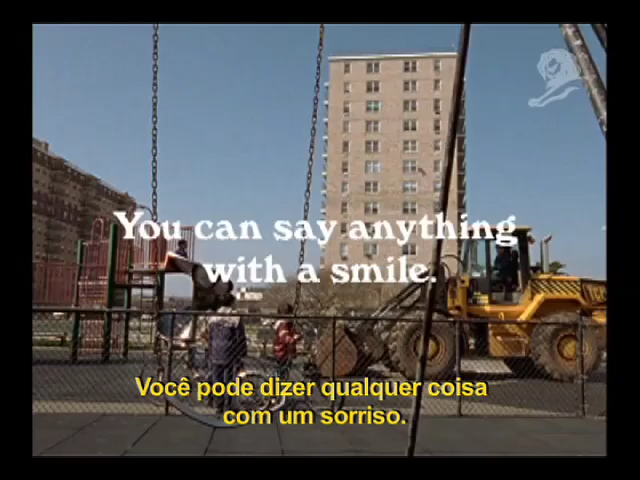 You can say anything
with a smile.
Você pode dizer qualquer coisa
com um sorriso.